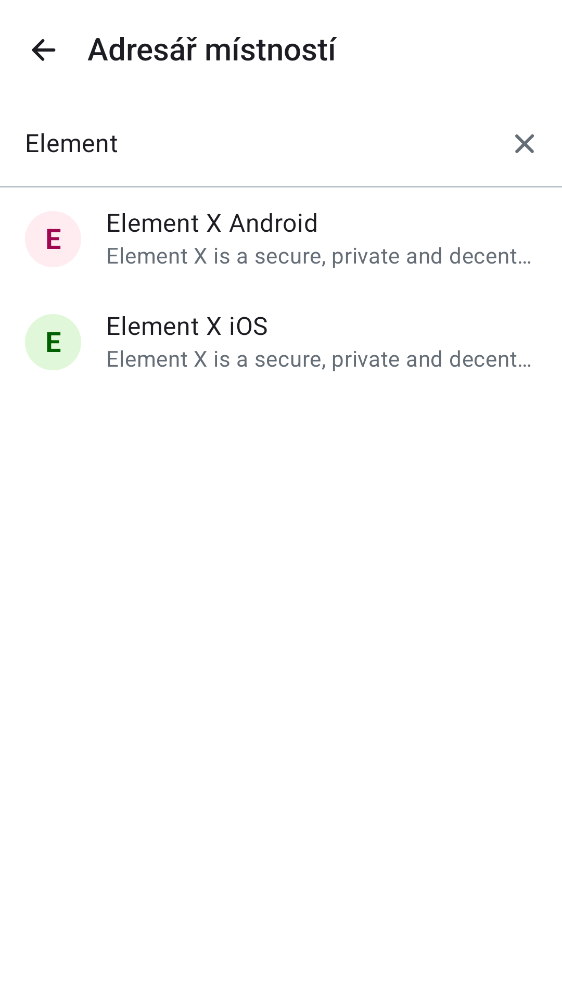 Adresář místností
Element
E
Element X Android
Element X is a secure, private and decent…
E
Element X iOS
Element X is a secure, private and decent…